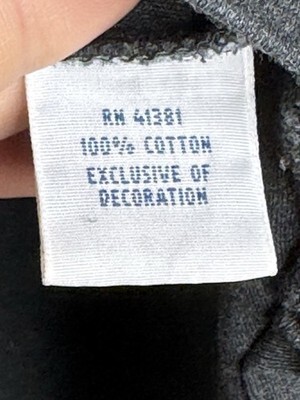 RN 41381
100% COTTON
EXCLUSIVE OF
DECORATION